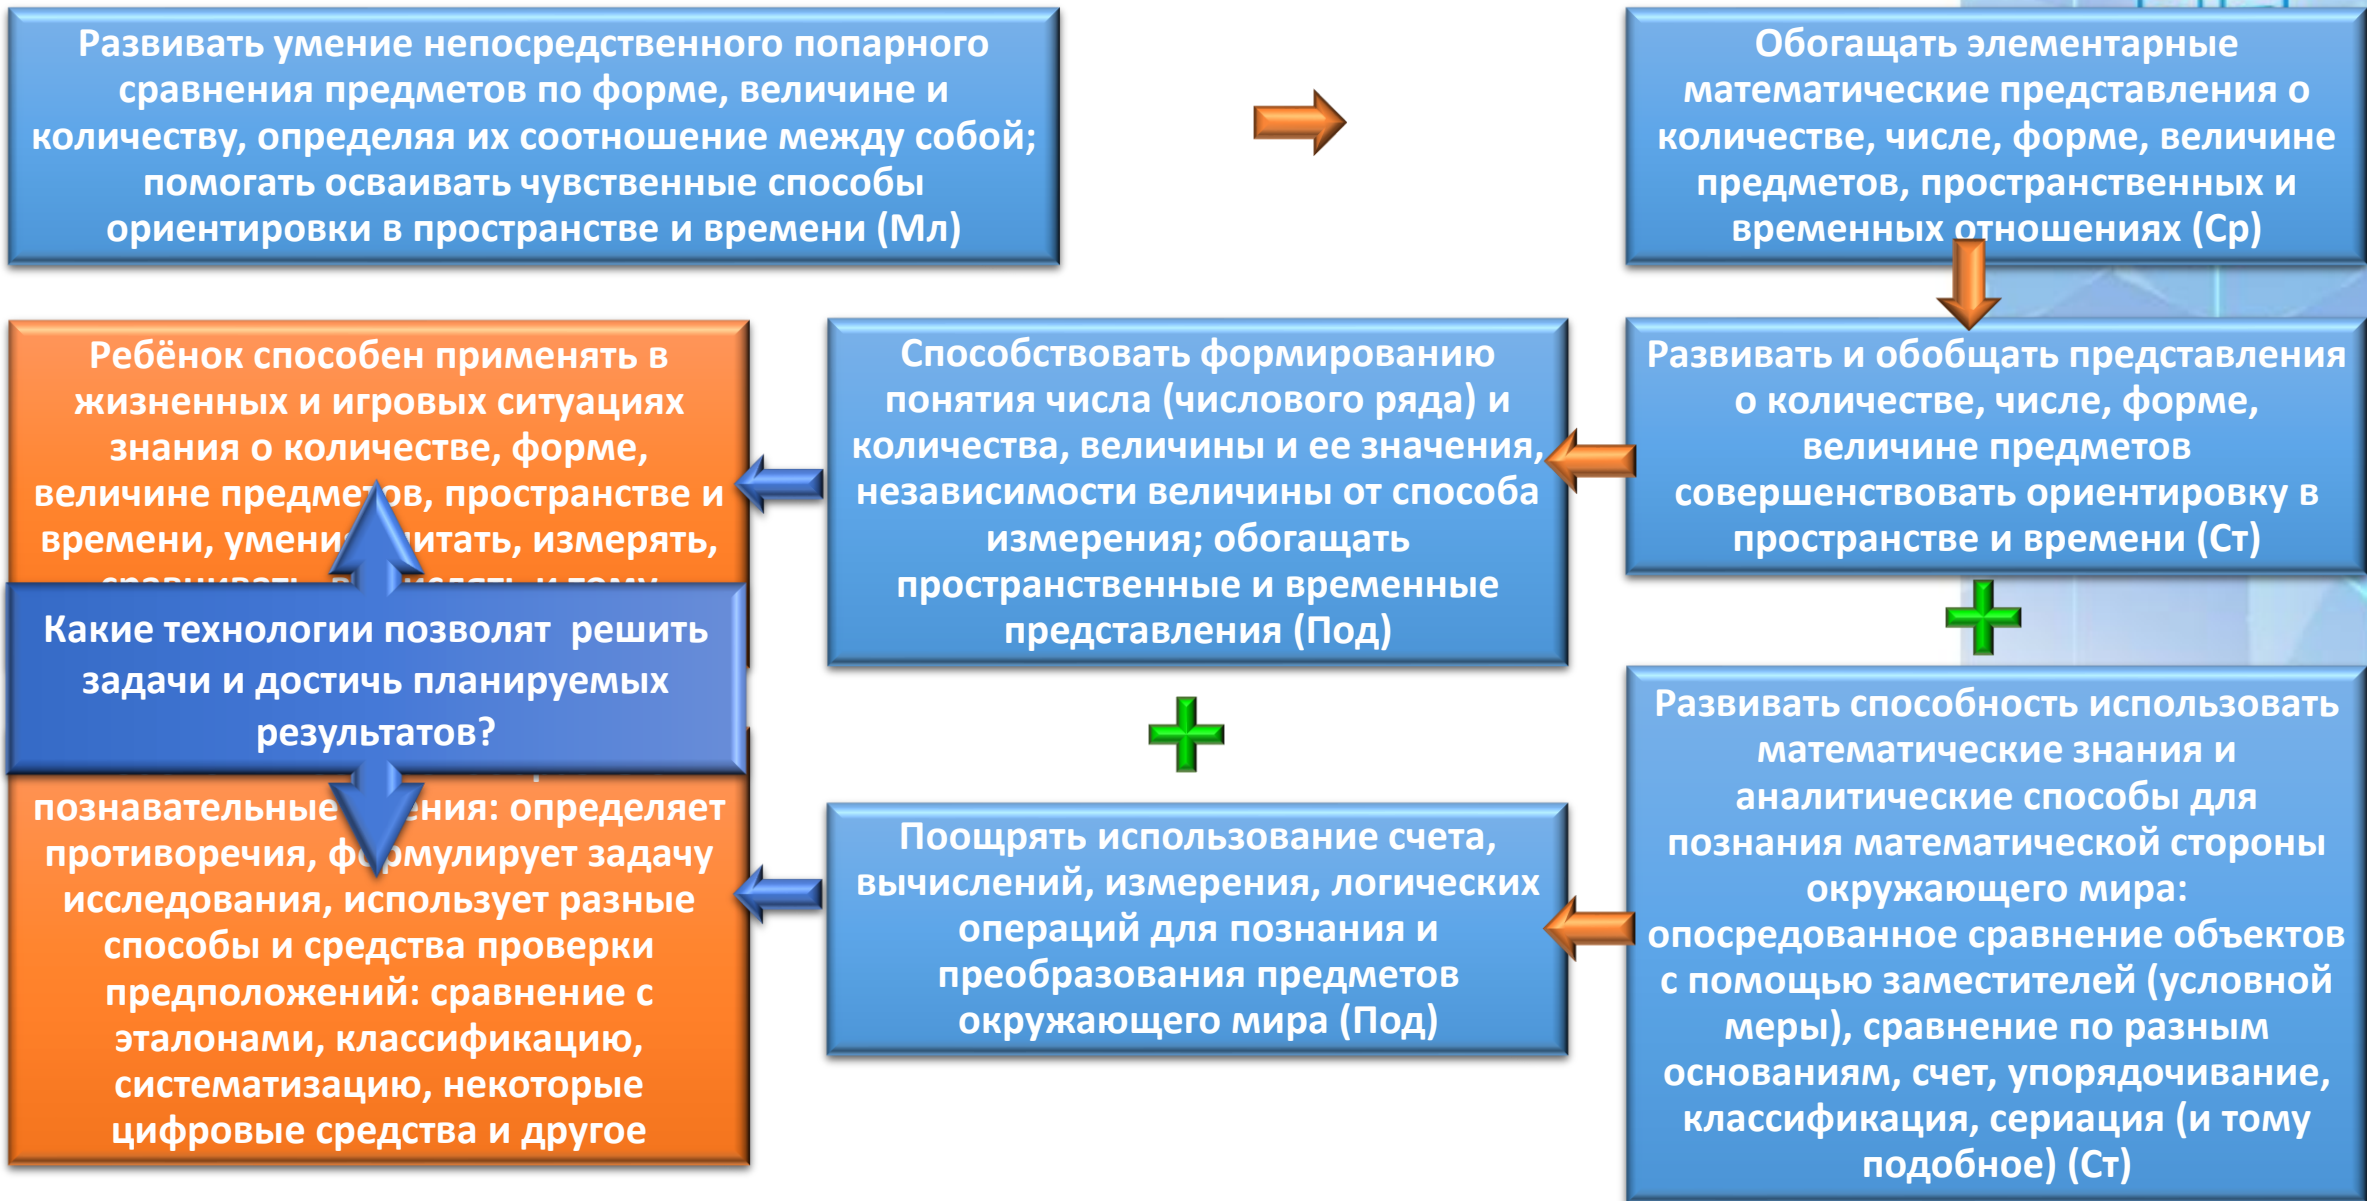 Развивать умение непосредственного попарного
сравнения предметов по форме, величине и
количеству, определяя их соотношение между собой;
помогать осваивать чувственные способы
ориентировки в пространстве и времени (Мл)
Обогащать элементарные
математические представления о
количестве, числе, форме, величине
предметов, пространственных и
временных отношениях (Ср)
Ребёнок способен применять в
жизненных и игровых ситуациях
знания о количестве, форме,
величине предметов, пространстве и
времени, умения считать, измерять,
Какие технологии позволят решить
задачи и достичь планируемых
результатов?
познавательные
определяет
противоречия, формулирует задачу
исследования, использует разные
способы и средства проверки
предположений: сравнение с
эталонами, классификацию,
систематизацию, некоторые
цифровые средства и другое
Способствовать формированию
понятия числа (числового ряда) и
количества, величины и ее значения,
независимости величины от способа
измерения; обогащать
пространственные и временные
представления (Под)
Поощрять использование счета,
вычислений, измерения, логических
операций для познания и
преобразования предметов
окружающего мира (Под)
Развивать и обобщать представления
о количестве, числе, форме,
величине предметов
совершенствовать ориентировку в
пространстве и времени (Ст)
Развивать способность использовать
математические знания и
аналитические способы для
познания математической стороны
окружающего мира:
опосредованное сравнение объектов
с помощью заместителей (условной
меры), сравнение по разным
основаниям, счет, упорядочивание,
классификация, сериация (и тому
подобное) (Ст)